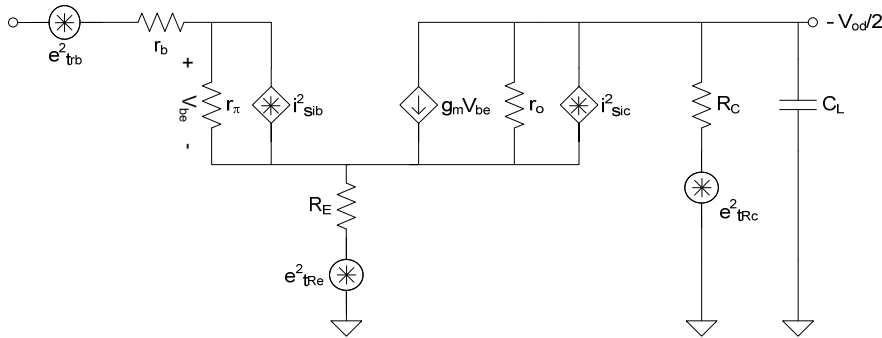 e²trb
rb
+
Vbe
-
rπ
i²sib
gmVbe
ro
i²sic
RC
CL
- Vod/2
RE
e²tRe
e²tRc